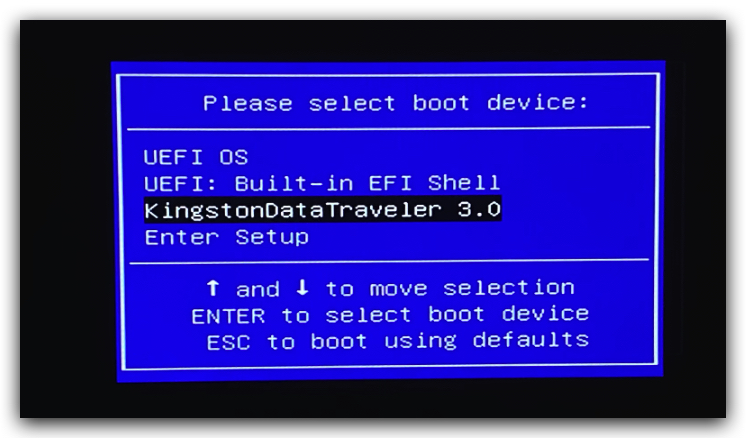 Please select boot device:
UEFI OS
UEFI: Built-in EFI Shell
KingstonDataTraveler 3.0
Enter Setup
↑ and ↓ to move selection
ENTER to select boot device
ESC to boot using defaults